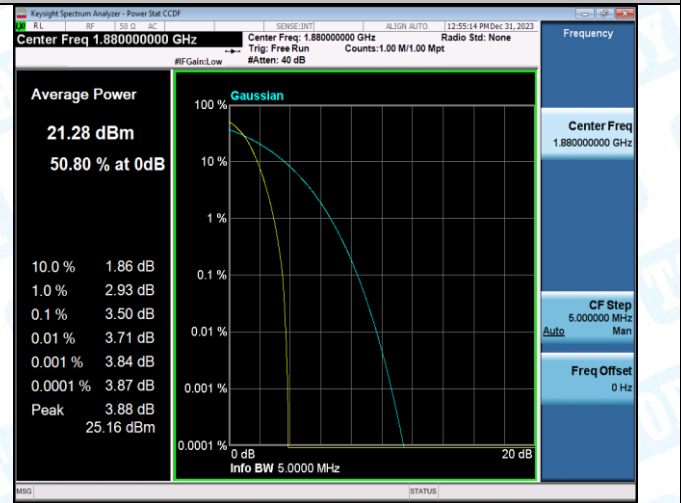 Keysight Spectrum Analyzer - Power Stat CCDF
RL RF 50 Ω AC SENSE:INT ALIGN AUTO 12:55:14 PM Dec 31, 2023
Center Freq 1.880000000 GHz
Center Freq: 1.880000000 GHz Radio Std: None
Trig: Free Run Counts:1.00 M/1.00 Mpt
#IFGain:Low #Atten: 40 dB
Frequency
Average Power
21.28 dBm
50.80 % at 0dB
10.0 % 1.86 dB
1.0 % 2.93 dB
0.1 % 3.50 dB
0.01 % 3.71 dB
0.001 % 3.84 dB
0.0001 % 3.87 dB
Peak 3.88 dB
25.16 dBm
Gaussian
100 %
10 %
1 %
0.1 %
0.01 %
0.001 %
0.0001 %
0 dB 20 dB
Info BW 5.0000 MHz
Center Freq
1.880000000 GHz
CF Step
5.000000 MHz
Auto Man
Freq Offset
0 Hz
MSG STATUS